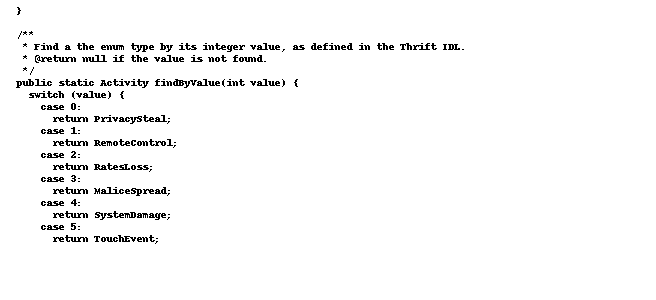 }
/**
 * Find a the enum type by its integer value, as defined in the Thrift IDL.
 * @return null if the value is not found.
 */
public static Activity findByValue(int value) {
  switch (value) {
    case 0:
      return PrivacySteal;
    case 1:
      return RemoteControl;
    case 2:
      return RatesLoss;
    case 3:
      return MaliceSpread;
    case 4:
      return SystemDamage;
    case 5:
      return TouchEvent;